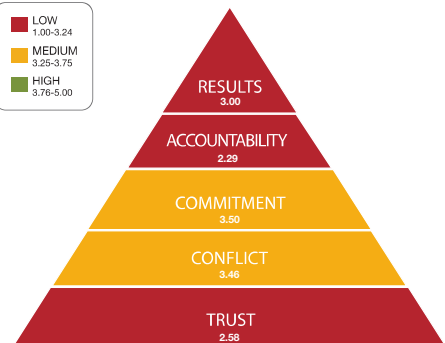 LOW
1.00-3.24
MEDIUM
3.25-3.75
HIGH
3.76-5.00
RESULTS
3.00
ACCOUNTABILITY
2.29
COMMITMENT
3.50
CONFLICT
3.46
TRUST
2.58